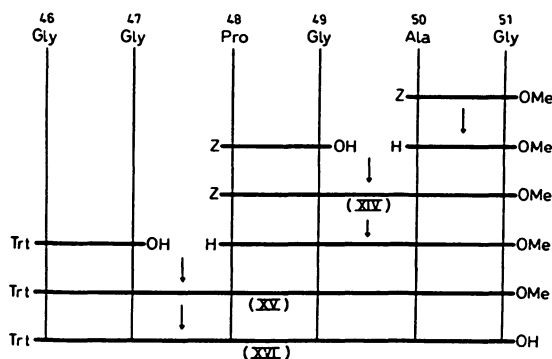 46 47 48 49 50 51
Gly Gly Pro Gly Ala Gly
Z OMe
Z OH H OMe
Z OMe
(XIV)
Trt OH H OMe
Trt OMe
(XV)
Trt OH
(XVI)